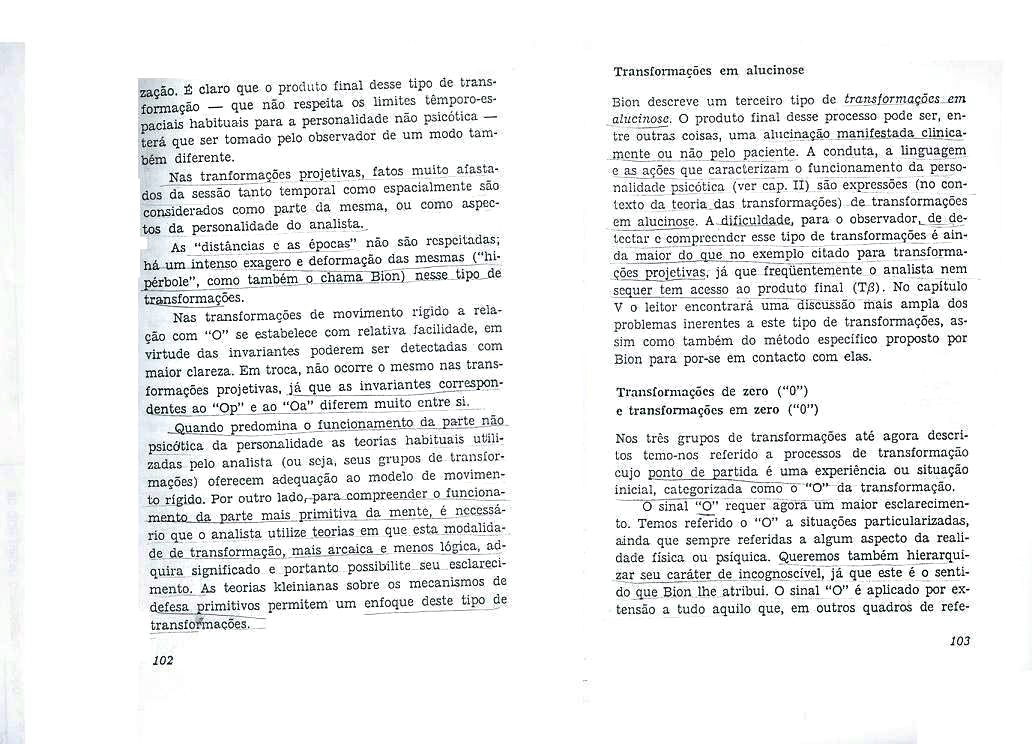 zação. É claro que o produto final desse tipo de trans-
formação — que não respeita os limites têmporo-es-
paciais habituais para a personalidade não psicótica —
terá que ser tomado pelo observador de um modo tam-
bém diferente.
Nas tranformações projetivas, fatos muito afasta-
dos da sessão tanto temporal como espacialmente são
considerados como parte da mesma, ou como aspec-
tos da personalidade do analista.
As “distâncias e as épocas” não são respeitadas;
há um intenso exagero e deformação das mesmas (“hi-
pérbole”, como também o chama Bion) nesse tipo de
transformações.
Nas transformações de movimento rígido a rela-
ção com “O” se estabelece com relativa facilidade, em
virtude das invariantes poderem ser detectadas com
maior clareza. Em troca, não ocorre o mesmo nas trans-
formações projetivas, já que as invariantes correspon-
dentes ao “Op” e ao “Oa” diferem muito entre si.
Quando predomina o funcionamento da parte não
psicótica da personalidade as teorias habituais utili-
zadas pelo analista (ou seja, seus grupos de transfor-
mações) oferecem adequação ao modelo de movimen-
to rígido. Por outro lado, para compreender o funciona-
mento da parte mais primitiva da mente, é necessá-
rio que o analista utilize teorias em que esta modalida-
de de transformação, mais arcaica e menos lógica, ad-
quira significado e portanto possibilite seu esclareci-
mento. As teorias kleinianas sobre os mecanismos de
defesa primitivos permitem um enfoque deste tipo de
transformações.
102
Transformações em alucinose
Bion descreve um terceiro tipo de transformações em
alucinose. O produto final desse processo pode ser, en-
tre outras coisas, uma alucinação manifestada clinica-
mente ou não pelo paciente. A conduta, a linguagem
e as ações que caracterizam o funcionamento da perso-
nalidade psicótica (ver cap. II) são expressões (no con-
texto da teoria das transformações) de transformações
em alucinose. A dificuldade, para o observador, de de-
tectar e compreender esse tipo de transformações é ain-
da maior do que no exemplo citado para transforma-
ções projetivas, já que freqüentemente o analista nem
sequer tem acesso ao produto final (Tβ). No capítulo
V o leitor encontrará uma discussão mais ampla dos
problemas inerentes a este tipo de transformações, as-
sim como também do método específico proposto por
Bion para por-se em contacto com elas.
Transformações de zero (“0”)
e transformações em zero (“0”)
Nos três grupos de transformações até agora descri-
tos temo-nos referido a processos de transformação
cujo ponto de partida é uma experiência ou situação
inicial, categorizada como o “O” da transformação.
O sinal “O” requer agora um maior esclarecimen-
to. Temos referido o “O” a situações particularizadas,
ainda que sempre referidas a algum aspecto da reali-
dade física ou psíquica. Queremos também hierarqui-
zar seu caráter de incognoscível, já que este é o senti-
do que Bion lhe atribui. O sinal “O” é aplicado por ex-
tensão a tudo aquilo que, em outros quadros de refe-
103